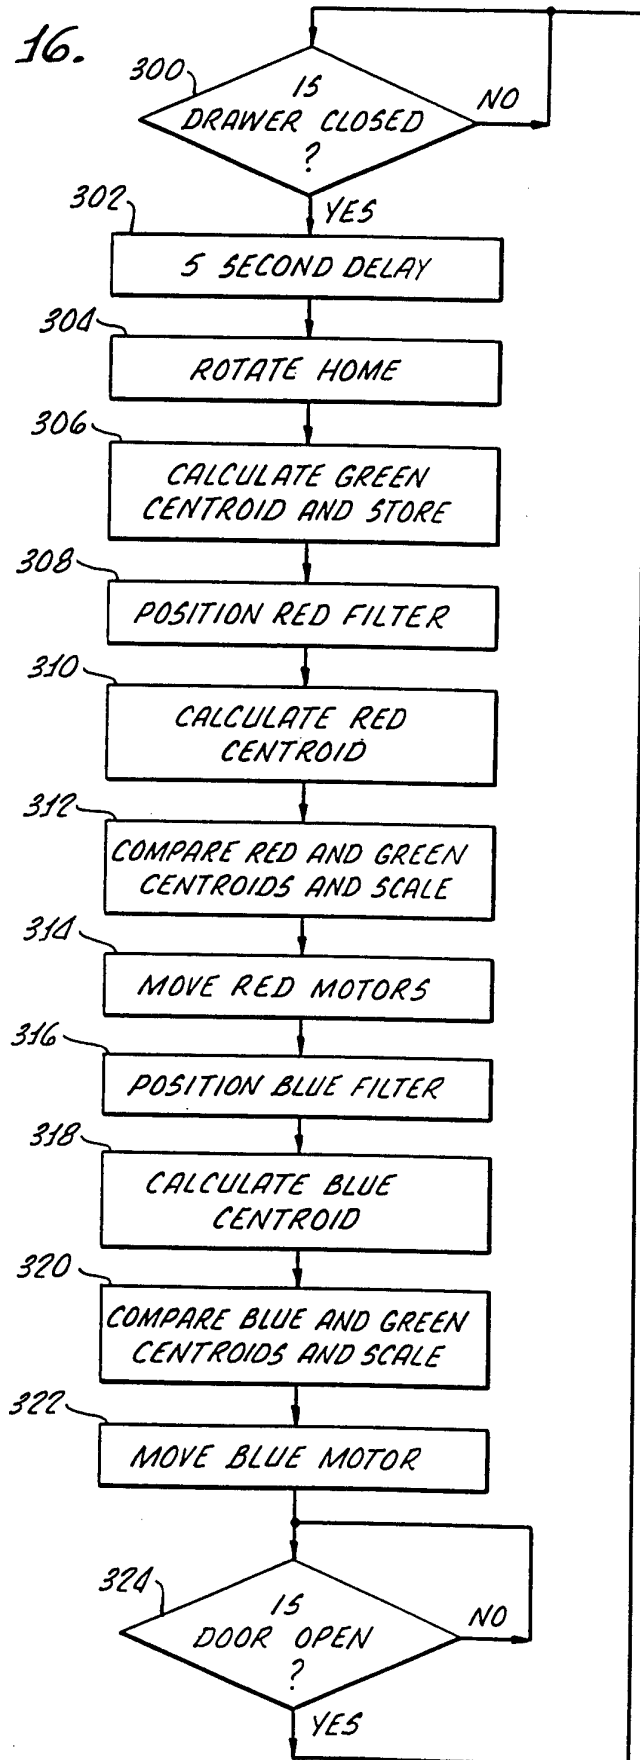 16.
300
IS
DRAWER CLOSED
?
NO
YES
302
5 SECOND DELAY
304
ROTATE HOME
306
CALCULATE GREEN
CENTROID AND STORE
308
POSITION RED FILTER
310
CALCULATE RED
CENTROID
312
COMPARE RED AND GREEN
CENTROIDS AND SCALE
314
MOVE RED MOTORS
316
POSITION BLUE FILTER
318
CALCULATE BLUE
CENTROID
320
COMPARE BLUE AND GREEN
CENTROIDS AND SCALE
322
MOVE BLUE MOTOR
324
IS
DOOR OPEN
?
NO
YES